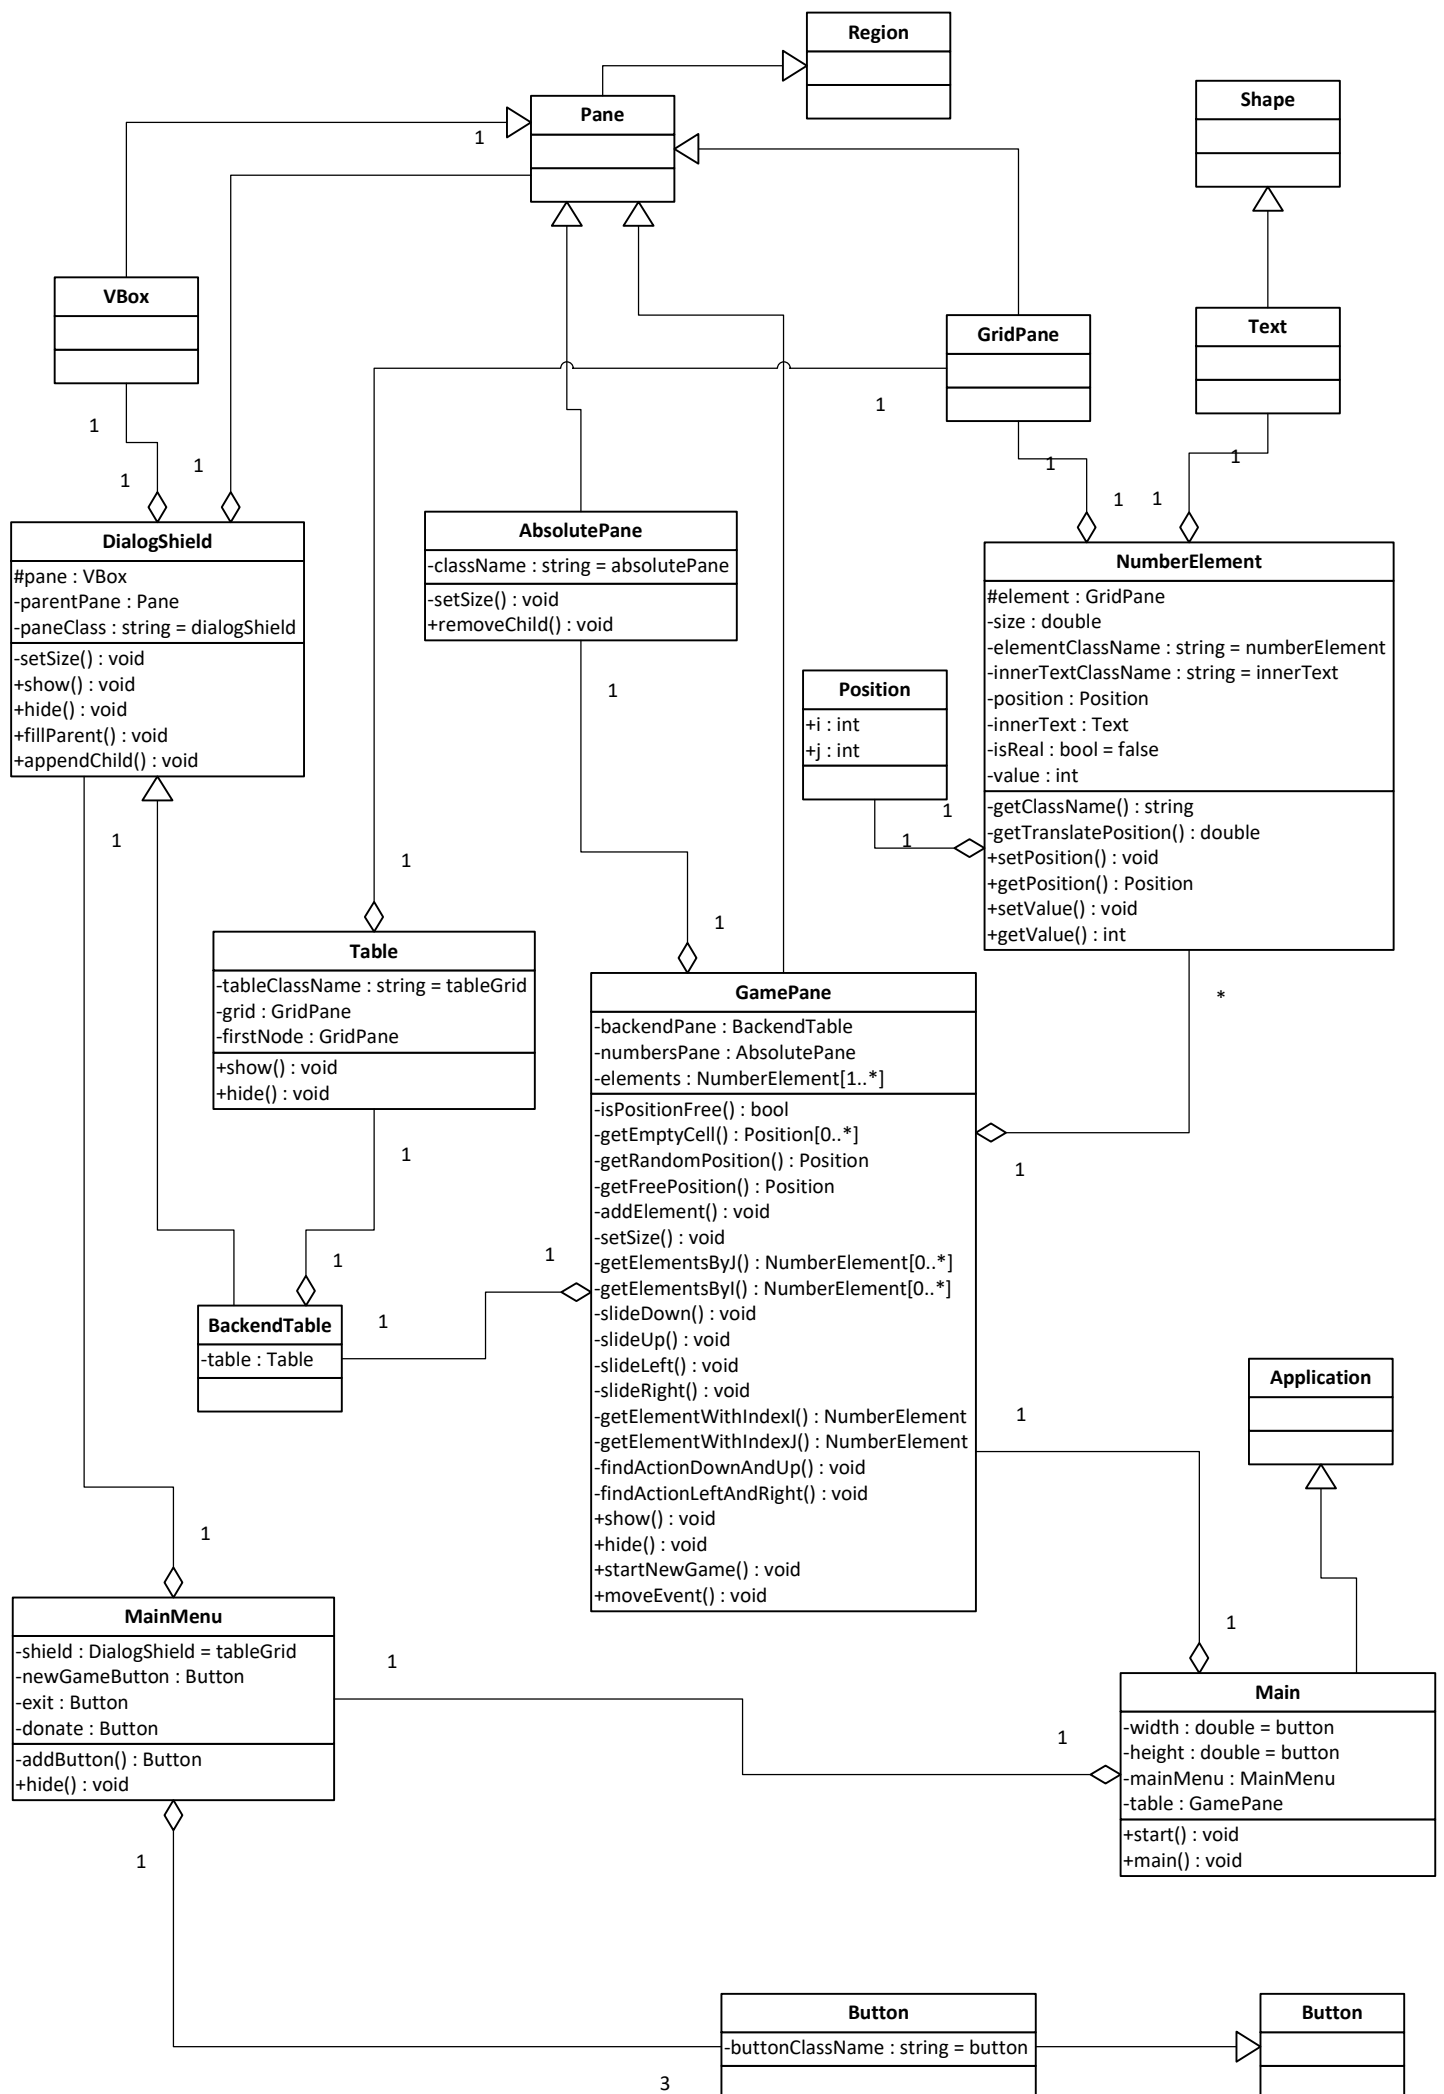 Region
Pane
1
Shape
VBox
GridPane
Text
1
1
1
1
1
1
1
1
DialogShield
#pane : VBox
-parentPane : Pane
-paneClass : string = dialogShield
-setSize() : void
+show() : void
+hide() : void
+fillParent() : void
+appendChild() : void
AbsolutePane
-className : string = absolutePane
-setSize() : void
+removeChild() : void
NumberElement
#element : GridPane
-size : double
-elementClassName : string = numberElement
-innerTextClassName : string = innerText
-position : Position
-innerText : Text
-isReal : bool = false
-value : int
-getClassName() : string
-getTranslatePosition() : double
+setPosition() : void
+getPosition() : Position
+setValue() : void
+getValue() : int
Position
+i : int
+j : int
1
1
1
1
1
1
*
Table
-tableClassName : string = tableGrid
-grid : GridPane
-firstNode : GridPane
+show() : void
+hide() : void
GamePane
-backendPane : BackendTable
-numbersPane : AbsolutePane
-elements : NumberElement[1..*]
-isPositionFree() : bool
-getEmptyCell() : Position[0..*]
-getRandomPosition() : Position
-getFreePosition() : Position
-addElement() : void
-setSize() : void
-getElementsByJ() : NumberElement[0..*]
-getElementsByI() : NumberElement[0..*]
-slideDown() : void
-slideUp() : void
-slideLeft() : void
-slideRight() : void
-getElementWithIndexI() : NumberElement
-getElementWithIndexJ() : NumberElement
-findActionDownAndUp() : void
-findActionLeftAndRight() : void
+show() : void
+hide() : void
+startNewGame() : void
+moveEvent() : void
1
1
1
1
1
BackendTable
-table : Table
Application
1
1
1
MainMenu
-shield : DialogShield = tableGrid
-newGameButton : Button
-exit : Button
-donate : Button
-addButton() : Button
+hide() : void
1
1
Main
-width : double = button
-height : double = button
-mainMenu : MainMenu
-table : GamePane
+start() : void
+main() : void
1
Button
-buttonClassName : string = button
Button
3